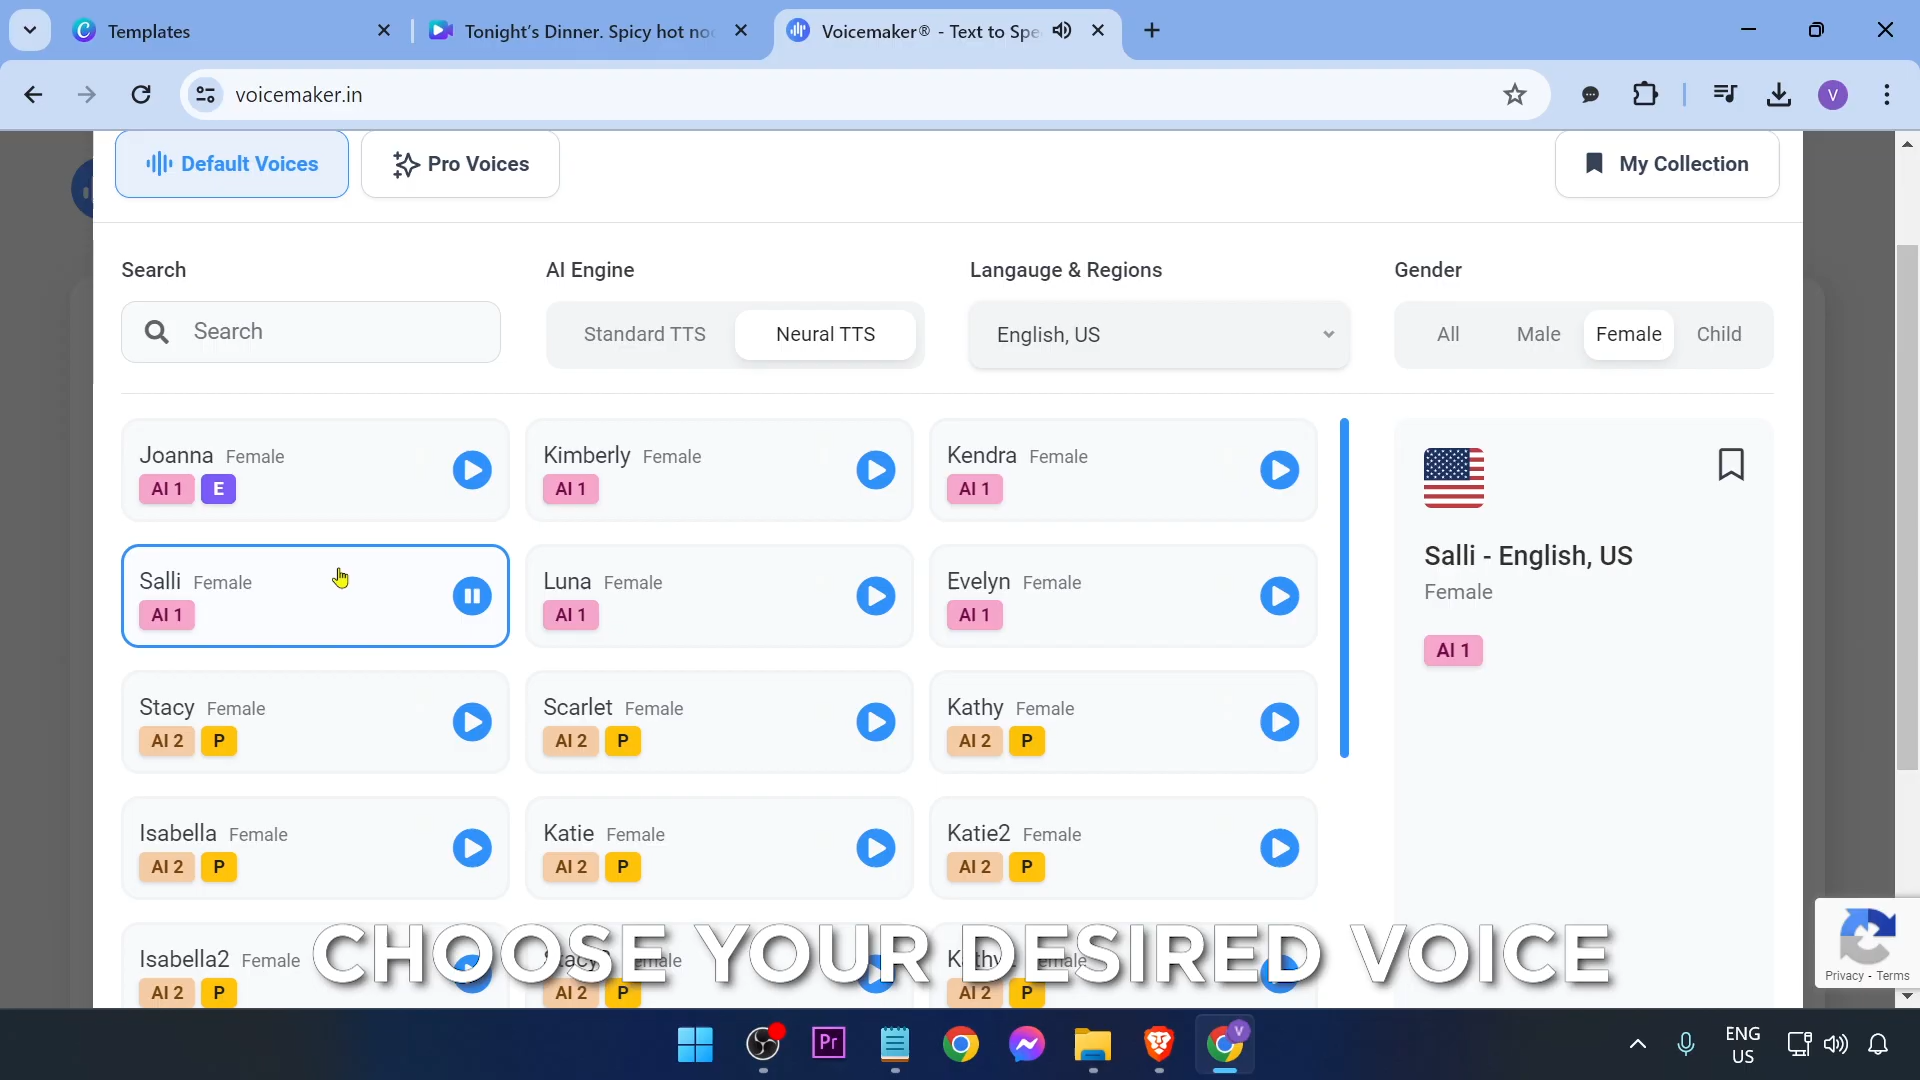 Templates
Tonight's Dinner. Spicy hot noo
Voicemaker® - Text to Spe
voicemaker.in
V
Default Voices
Pro Voices
My Collection
Search
AI Engine
Langauge & Regions
Gender
Search
Standard TTS
Neural TTS
English, US
All
Male
Female
Child
Joanna Female
AI 1 E
Kimberly Female
AI 1
Kendra Female
AI 1
Salli Female
AI 1
Luna Female
AI 1
Evelyn Female
AI 1
Salli - English, US
Female
AI 1
Stacy Female
AI 2 P
Scarlet Female
AI 2 P
Kathy Female
AI 2 P
Isabella Female
AI 2 P
Katie Female
AI 2 P
Katie2 Female
AI 2 P
Isabella2 Female
AI 2 P
AI 2 P
AI 2 P
CHOOSE YOUR DESIRED VOICE
Privacy - Terms
Pr
V
ENG
US